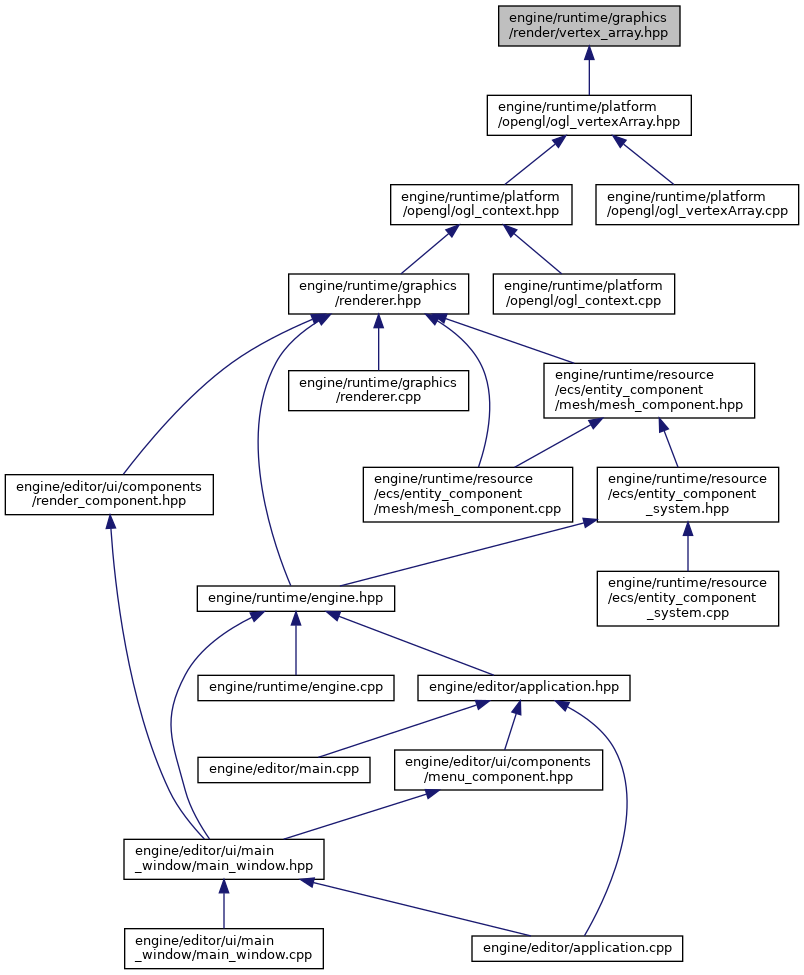 engine/runtime/graphics
/render/vertex_array.hpp
engine/runtime/platform
/opengl/ogl_vertexArray.hpp
engine/runtime/platform
/opengl/ogl_context.hpp
engine/runtime/platform
/opengl/ogl_vertexArray.cpp
engine/runtime/graphics
/renderer.hpp
engine/runtime/platform
/opengl/ogl_context.cpp
engine/runtime/graphics
/renderer.cpp
engine/runtime/resource
/ecs/entity_component
/mesh/mesh_component.hpp
engine/editor/ui/components
/render_component.hpp
engine/runtime/resource
/ecs/entity_component
/mesh/mesh_component.cpp
engine/runtime/resource
/ecs/entity_component
_system.hpp
engine/runtime/engine.hpp
engine/runtime/resource
/ecs/entity_component
_system.cpp
engine/runtime/engine.cpp
engine/editor/application.hpp
engine/editor/main.cpp
engine/editor/ui/components
/menu_component.hpp
engine/editor/ui/main
_window/main_window.hpp
engine/editor/ui/main
_window/main_window.cpp
engine/editor/application.cpp